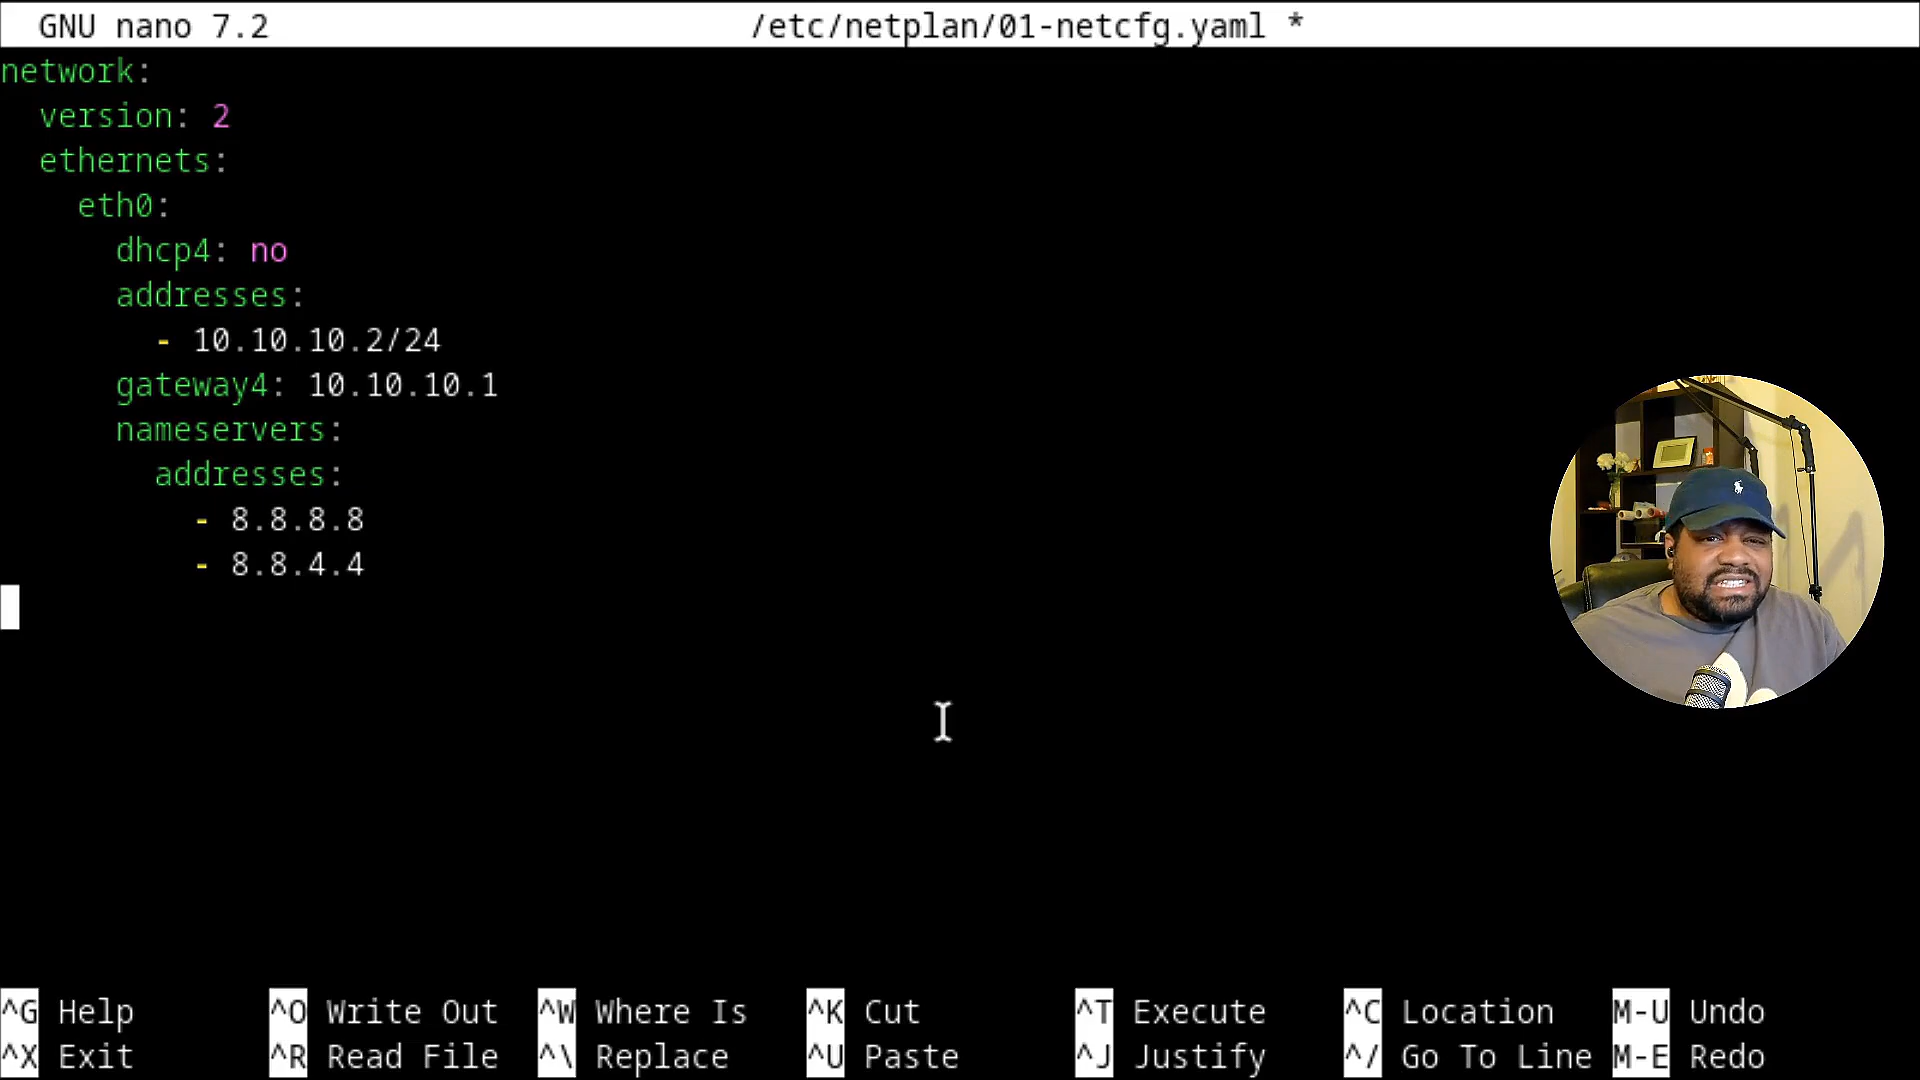 GNU nano 7.2 /etc/netplan/01-netcfg.yaml *
network:
  version: 2
  ethernets:
    eth0:
      dhcp4: no
      addresses:
        - 10.10.10.2/24
      gateway4: 10.10.10.1
      nameservers:
        addresses:
          - 8.8.8.8
          - 8.8.4.4
^G Help ^O Write Out ^W Where Is ^K Cut ^T Execute ^C Location M-U Undo
^X Exit ^R Read File ^\ Replace ^U Paste ^J Justify ^/ Go To Line M-E Redo